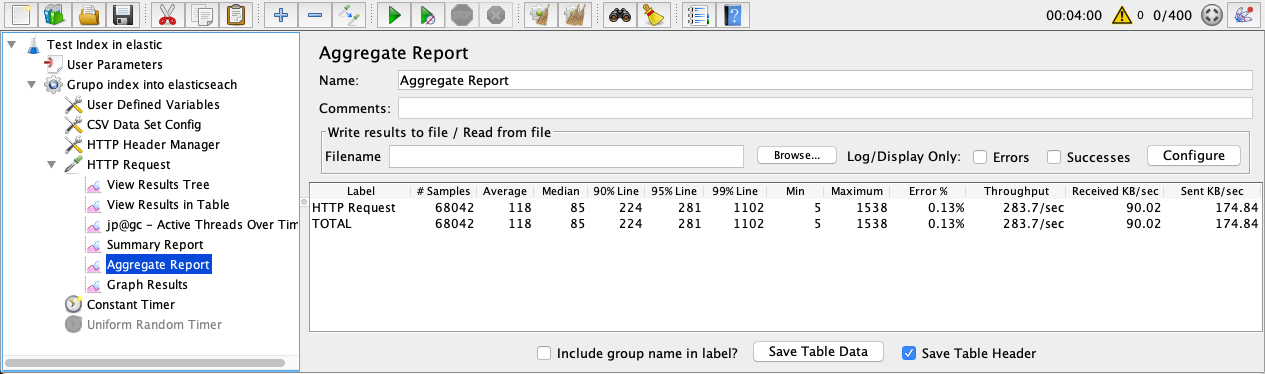 00:04:00 0 0/400
Test Index in elastic
User Parameters
Grupo index into elasticseach
User Defined Variables
CSV Data Set Config
HTTP Header Manager
HTTP Request
View Results Tree
View Results in Table
jp@gc - Active Threads Over Tim
Summary Report
Aggregate Report
Graph Results
Constant Timer
Uniform Random Timer
Aggregate Report
Name: Aggregate Report
Comments:
Write results to file / Read from file
Filename Browse... Log/Display Only: Errors Successes Configure
Label # Samples Average Median 90% Line 95% Line 99% Line Min Maximum Error % Throughput Received KB/sec Sent KB/sec
HTTP Request 68042 118 85 224 281 1102 5 1538 0.13% 283.7/sec 90.02 174.84
TOTAL 68042 118 85 224 281 1102 5 1538 0.13% 283.7/sec 90.02 174.84
Include group name in label? Save Table Data Save Table Header